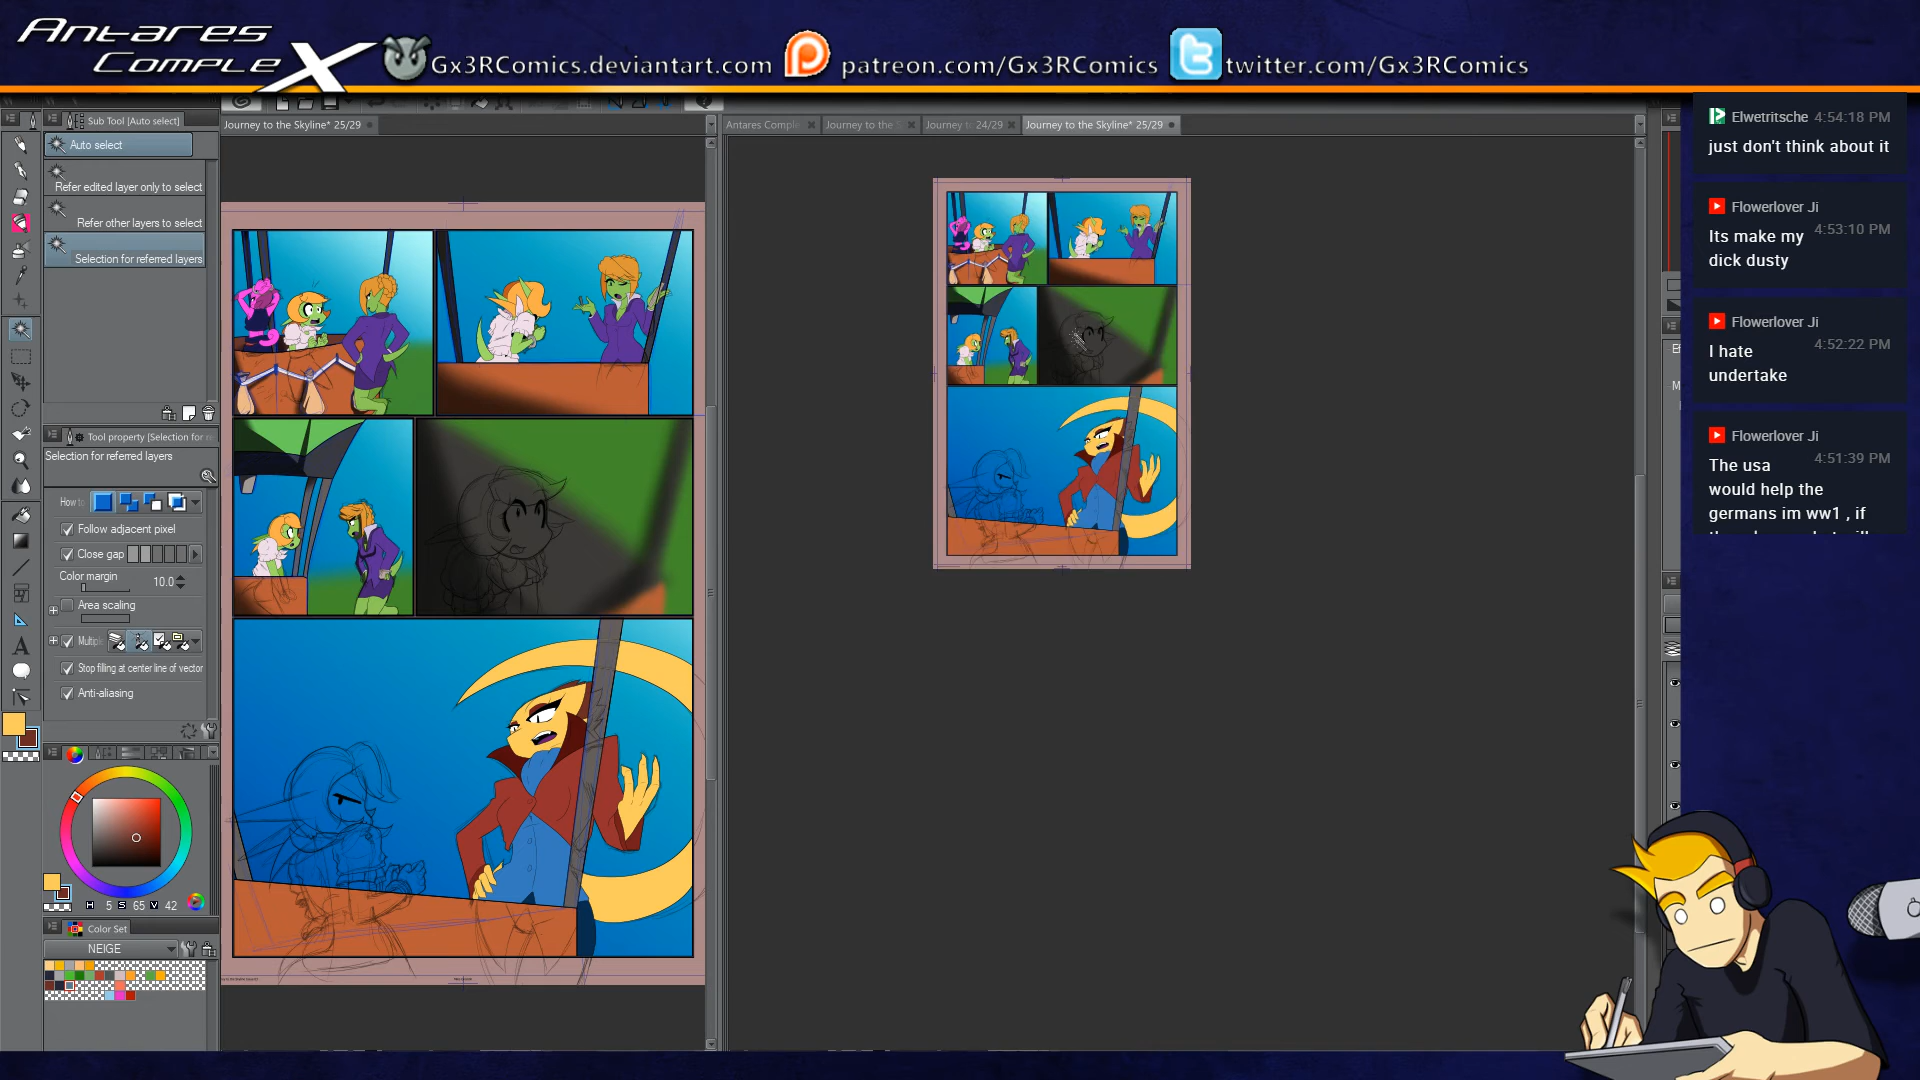 Antares
Complex
Gx3RComics.deviantart.com
patreon.com/Gx3RComics
twitter.com/Gx3RComics
Sub Tool [Auto select]
Auto select
Refer edited layer only to select
Refer other layers to select
Selection for referred layers
Tool property [Selection for r
Selection for referred layers
How to
Follow adjacent pixel
Close gap
Color margin
10.0
Area scaling
Multiple
Stop filling at center line of vector
Anti-aliasing
H 5 S 65 V 42
Color Set
NEIGE
Journey to the Skyline* 25/29
Antares Comple
Journey to the S
Journey t 24/29
Journey to the Skyline* 25/29
Elwetritsche 4:54:18 PM
just don't think about it
Flowerlover Ji
4:53:10 PM
Its make my
dick dusty
Flowerlover Ji
4:52:22 PM
I hate
undertake
Flowerlover Ji
4:51:39 PM
The usa
would help the
germans im ww1 , if